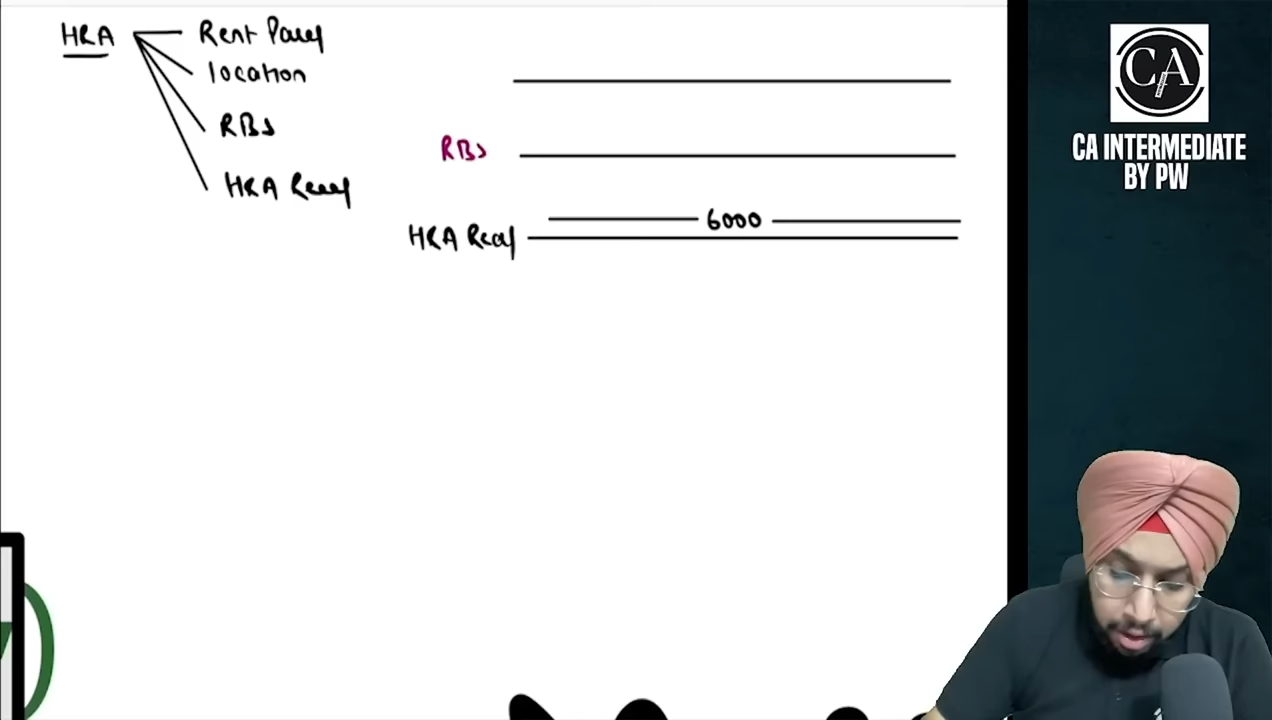 HRA
Rent Paid
location
RBS
HRA Recd
RBS
6000
HRA Recd
CA
CA INTERMEDIATE
BY PW